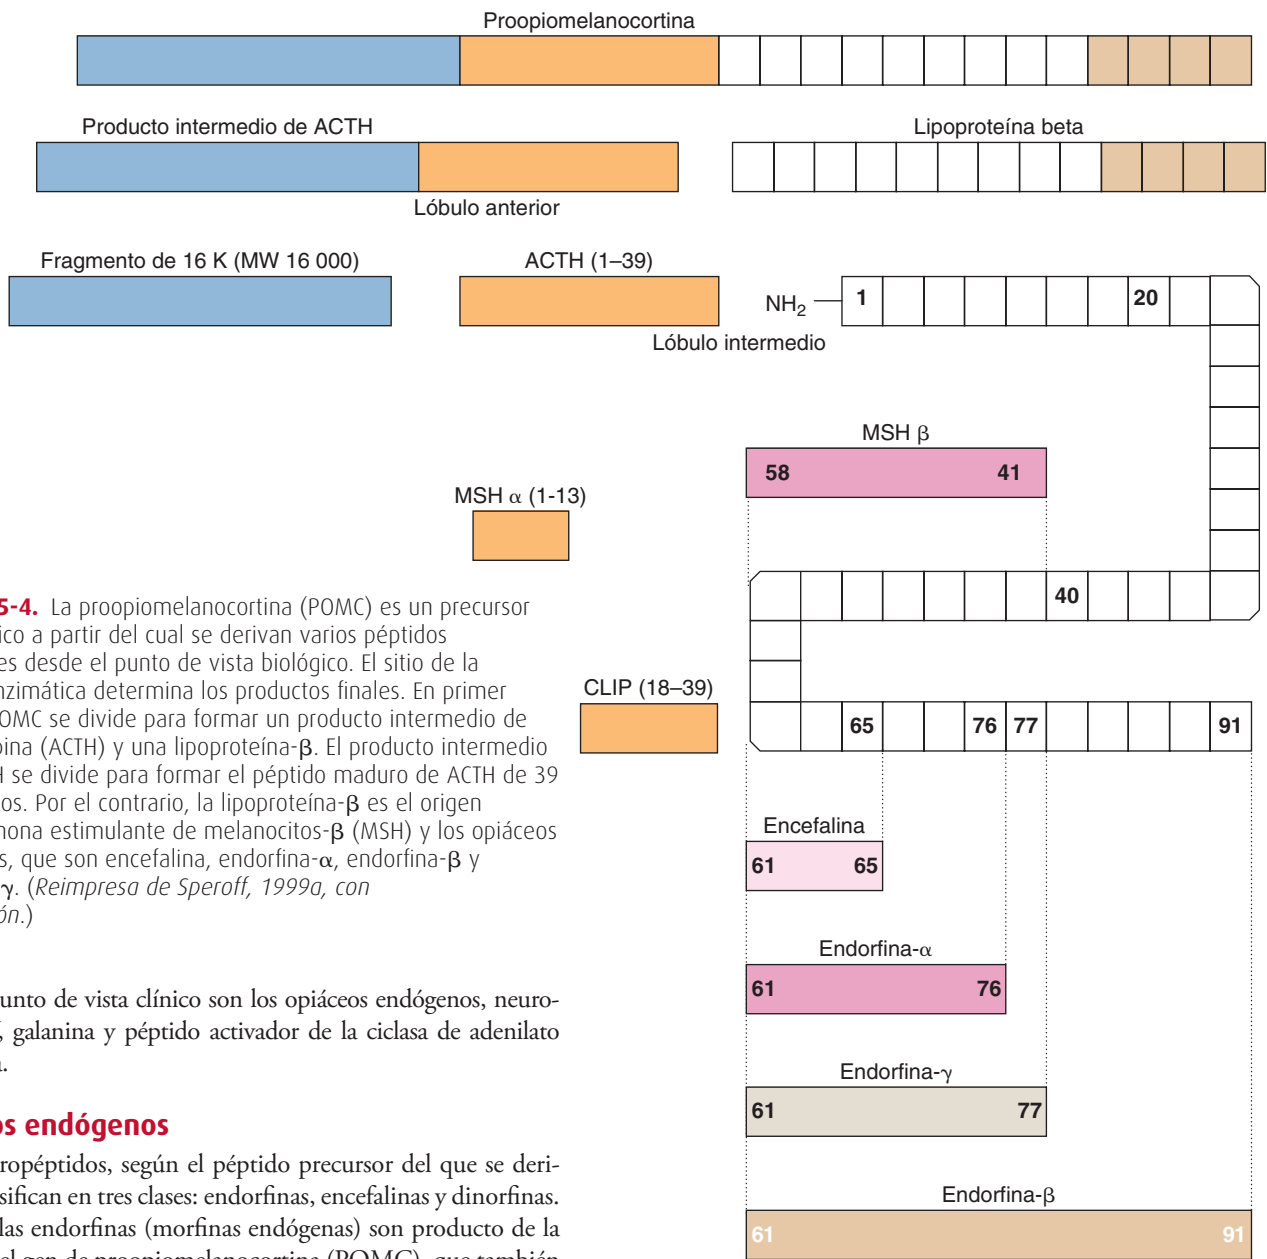 Proopiomelanocortina
Producto intermedio de ACTH
Lipoproteína beta
Lóbulo anterior
Fragmento de 16 K (MW 16 000)
ACTH (1–39)
NH2
1
20
Lóbulo intermedio
MSH β
58 41
MSH α (1-13)
40
CLIP (18–39)
65 76 77 91
Encefalina
61 65
Endorfina-α
61 76
Endorfina-γ
61 77
Endorfina-β
61 91
5-4. La proopiomelanocortina (POMC) es un precursor
ico a partir del cual se derivan varios péptidos
es desde el punto de vista biológico. El sitio de la
nzimática determina los productos finales. En primer
OMC se divide para formar un producto intermedio de
pina (ACTH) y una lipoproteína-β. El producto intermedio
H se divide para formar el péptido maduro de ACTH de 39
os. Por el contrario, la lipoproteína-β es el origen
mona estimulante de melanocitos-β (MSH) y los opiáceos
s, que son encefalina, endorfina-α, endorfina-β y
γ. (Reimpresa de Speroff, 1999a, con
ón.)
unto de vista clínico son los opiáceos endógenos, neuro-
, galanina y péptido activador de la ciclasa de adenilato
a.
os endógenos
ropéptidos, según el péptido precursor del que se deri-
sifican en tres clases: endorfinas, encefalinas y dinorfinas.
las endorfinas (morfinas endógenas) son producto de la
el gen de proopiomelanocortina (POMC), que también